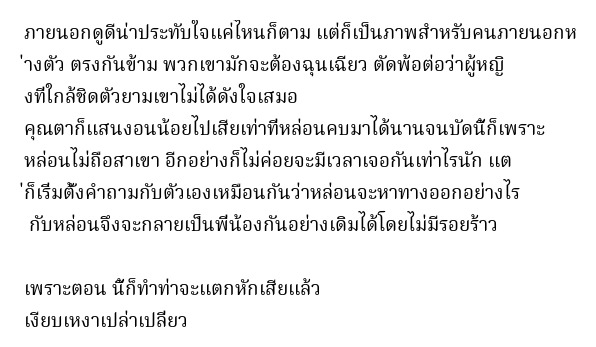 ภายนอกดูดีน่าประทับใจแค่ไหนก็ตาม แต่ก็เป็นภาพสำหรับคนภายนอกห
่างตัว ตรงกันข้าม พวกเขามักจะต้องฉุนเฉียว ตัดพ้อต่อว่าผู้หญิ
งที่ใกล้ชิดตัวยามเขาไม่ได้ดังใจเสมอ
คุณตาก็แสนงอนน้อยไปเสียเท่าที่หล่อนคบมาได้นานจนบัดนี้ก็เพราะ
หล่อนไม่ถือสาเขา อีกอย่างก็ไม่ค่อยจะมีเวลาเจอกันเท่าไรนัก แต
่ก็เริ่มตั้งคำถามกับตัวเองเหมือนกันว่าหล่อนจะหาทางออกอย่างไร
กับหล่อนจึงจะกลายเป็นพี่น้องกันอย่างเดิมได้โดยไม่มีรอยร้าว
เพราะตอน นี้ก็ทำท่าจะแตกหักเสียแล้ว
เงียบเหงาเปล่าเปลี่ยว